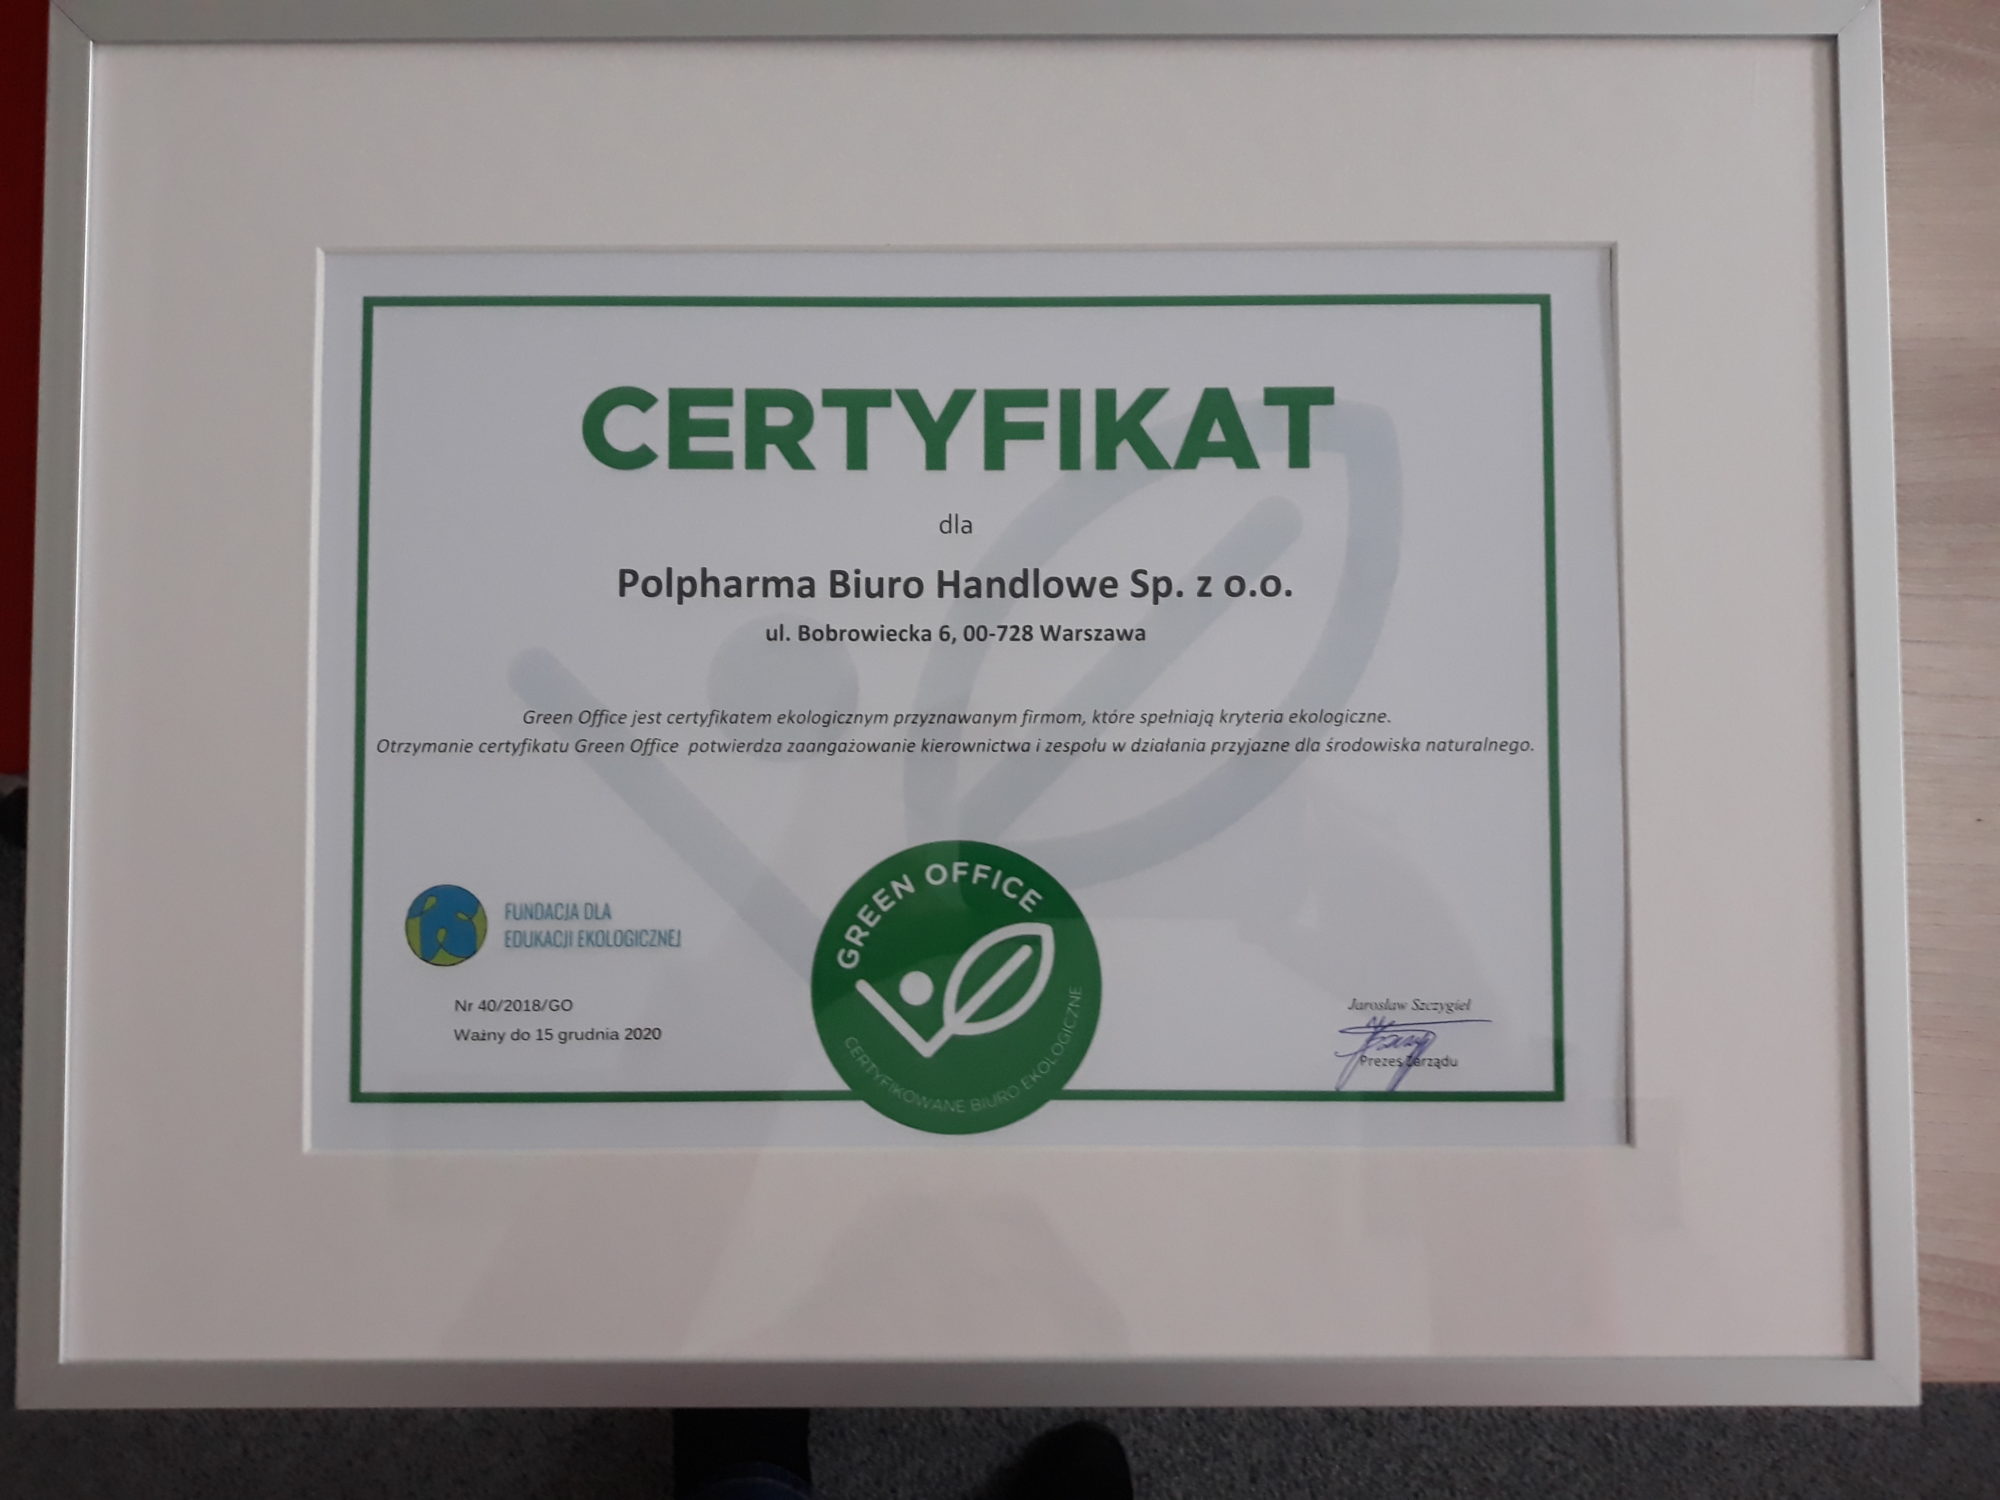 CERTYFIKAT
dla
Polpharma Biuro Handlowe Sp. z o.o.
ul. Bobrowiecka 6, 00-728 Warszawa
Green Office jest certyfikatem ekologicznym przyznawanym firmom, które spełniają kryteria ekologiczne.
Otrzymanie certyfikatu Green Office potwierdza zaangażowanie kierownictwa i zespołu w działania przyjazne dla środowiska naturalnego.
FUNDACJA DLA
EDUKACJI EKOLOGICZNEJ
Nr 40/2018/GO
Ważny do 15 grudnia 2020
GREEN OFFICE
CERTYFIKOWANE BIURO EKOLOGICZNE
Jarosław Szczygieł
Prezes Zarządu